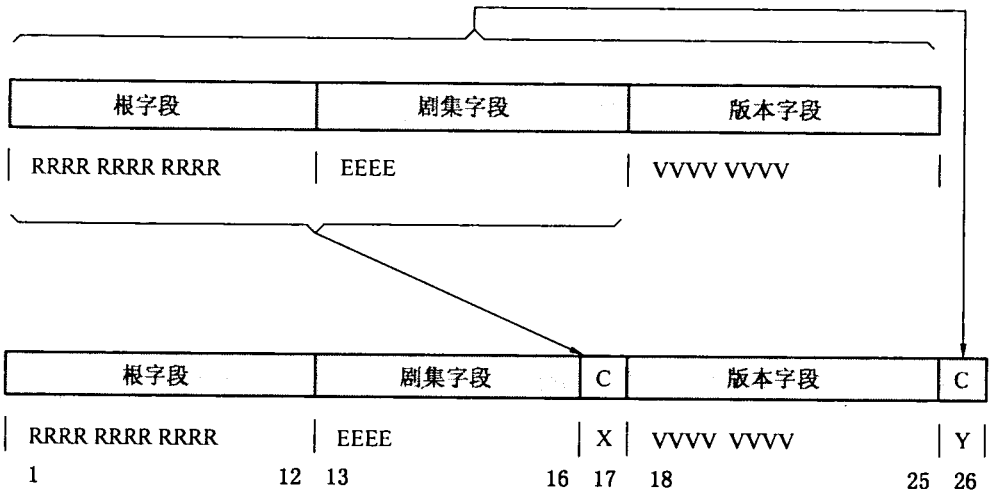 根字段 剧集字段 版本字段
RRRR RRRR RRRR EEEE VVVV VVVV
根字段 剧集字段 C 版本字段 C
RRRR RRRR RRRR EEEE X VVVV VVVV Y
1 12 13 16 17 18 25 26